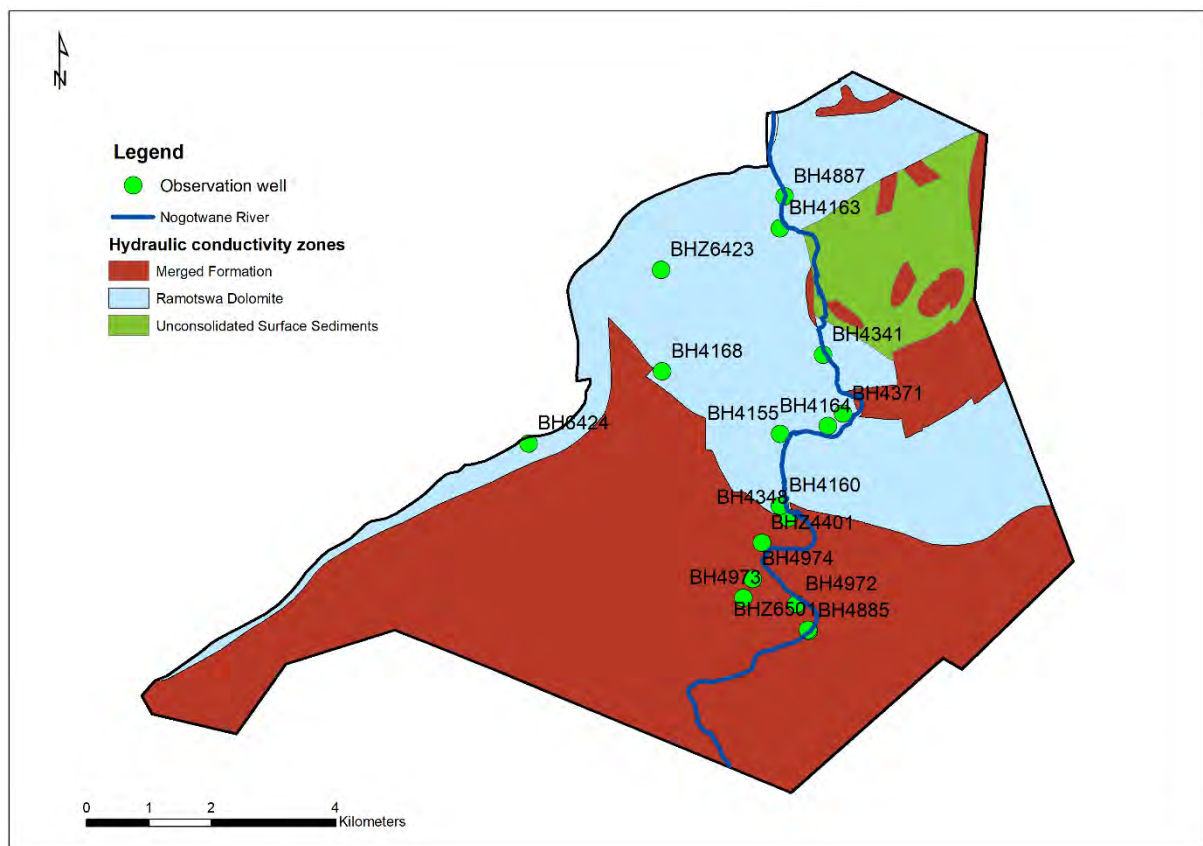 N
Legend
Observation well
Nogotwane River
Hydraulic conductivity zones
Merged Formation
Ramotswa Dolomite
Unconsolidated Surface Sediments
BH4887
BH4163
BHZ6423
BH4341
BH4168
BH4371
BH4155
BH4164
BH6424
BH4160
BH4348
BHZ4401
BH4974
BH4973
BH4972
BHZ6501
BH4885
0 1 2 4
Kilometers